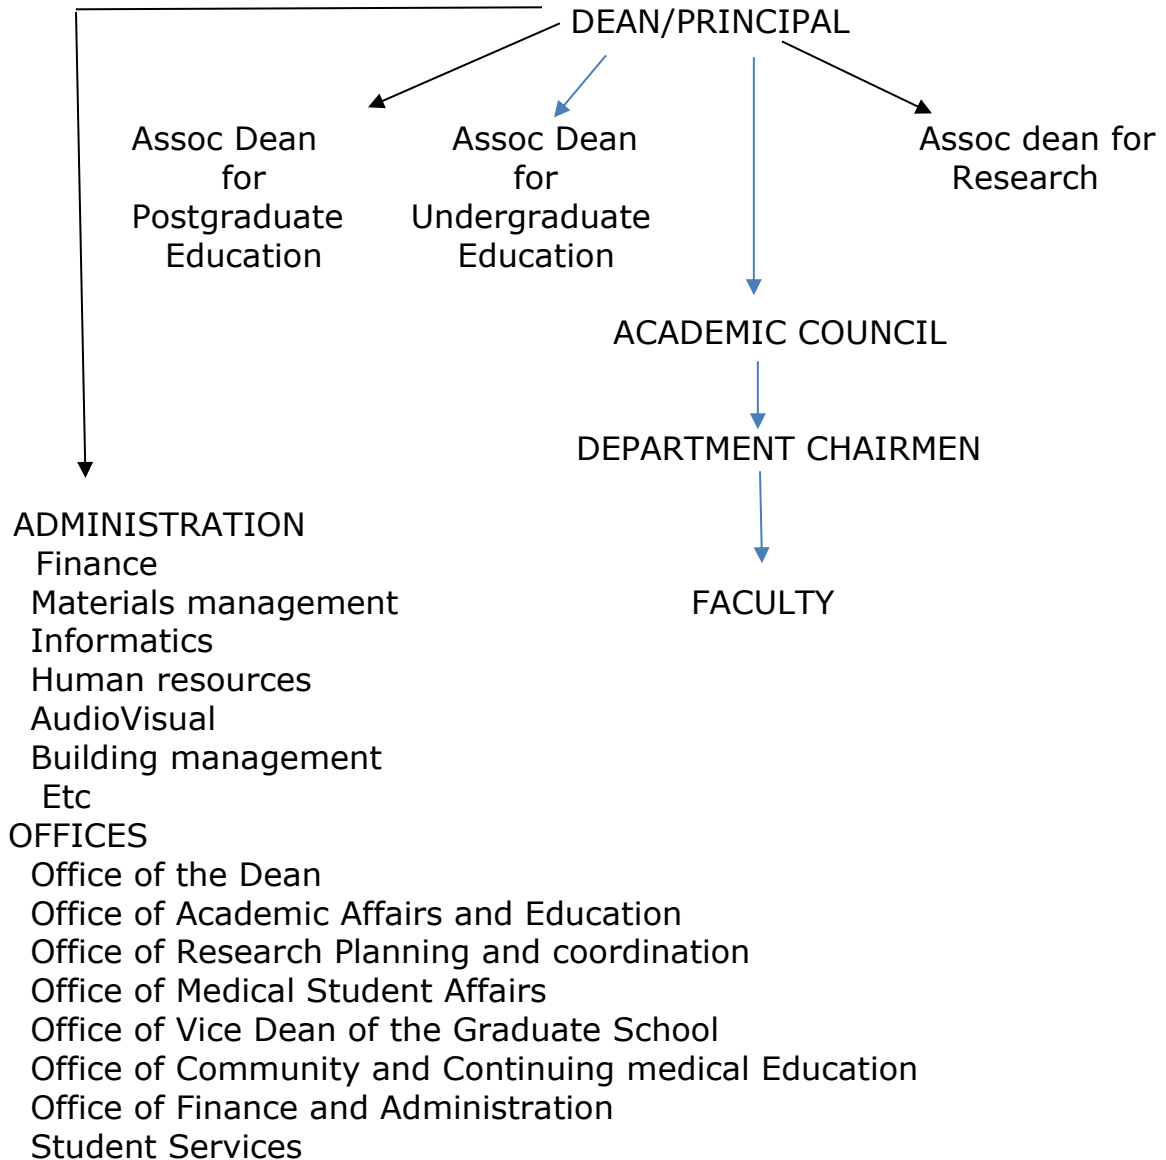 DEAN/PRINCIPAL
Assoc Dean
for
Postgraduate
Education
Assoc Dean
for
Undergraduate
Education
Assoc dean for
Research
ACADEMIC COUNCIL
DEPARTMENT CHAIRMEN
FACULTY
ADMINISTRATION
Finance
Materials management
Informatics
Human resources
AudioVisual
Building management
Etc
OFFICES
Office of the Dean
Office of Academic Affairs and Education
Office of Research Planning and coordination
Office of Medical Student Affairs
Office of Vice Dean of the Graduate School
Office of Community and Continuing medical Education
Office of Finance and Administration
Student Services